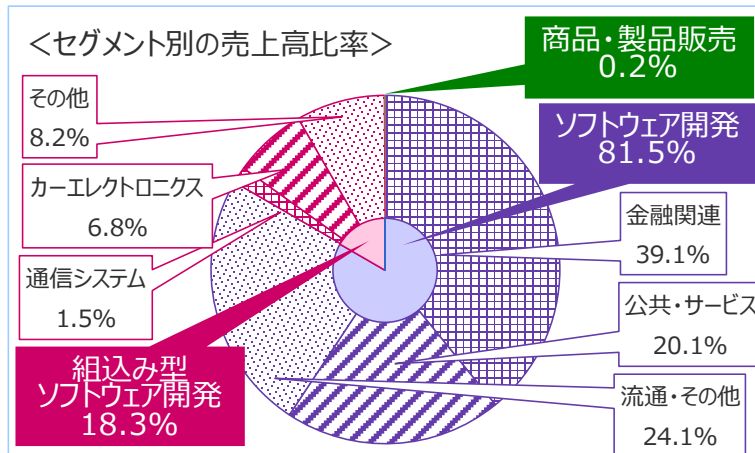 ＜セグメント別の売上高比率＞
商品・製品販売
0.2%
ソフトウェア開発
81.5%
金融関連
39.1%
公共・サービス
20.1%
流通・その他
24.1%
組込み型
ソフトウェア開発
18.3%
通信システム
1.5%
カーエレクトロニクス
6.8%
その他
8.2%